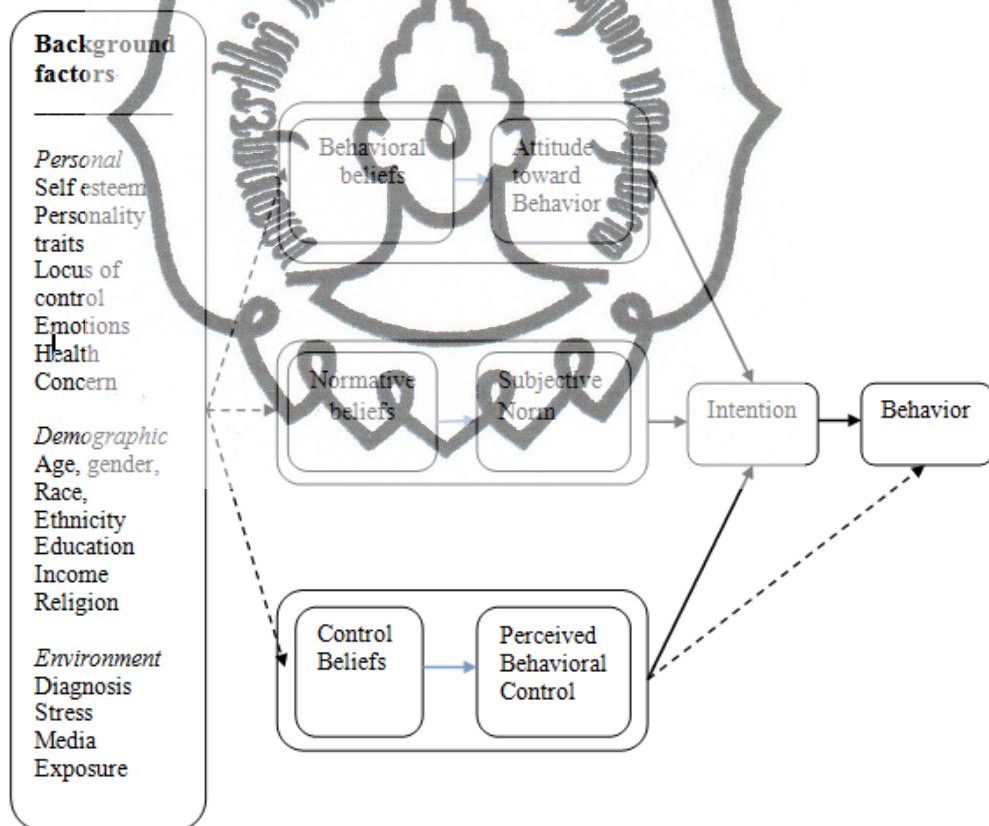 Background
factors
Personal
Self esteem
Personality
traits
Locus of
control
Emotions
Health
Concern
Demographic
Age, gender,
Race,
Ethnicity
Education
Income
Religion
Environment
Diagnosis
Stress
Media
Exposure
Behavioral
beliefs
Attitude
toward
Behavior
Normative
beliefs
Subjective
Norm
Control
Beliefs
Perceived
Behavioral
Control
Intention
Behavior